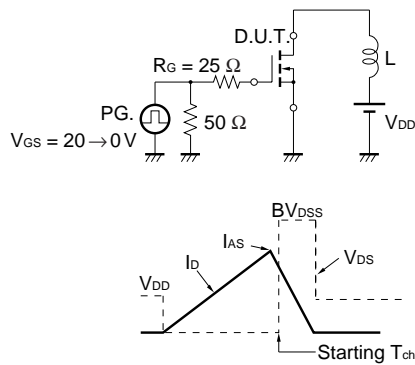 D.U.T.
RG = 25 Ω
L
PG.
50 Ω
VDD
VGS = 20 → 0 V
BVDSS
IAS
ID
VDS
VDD
Starting Tch